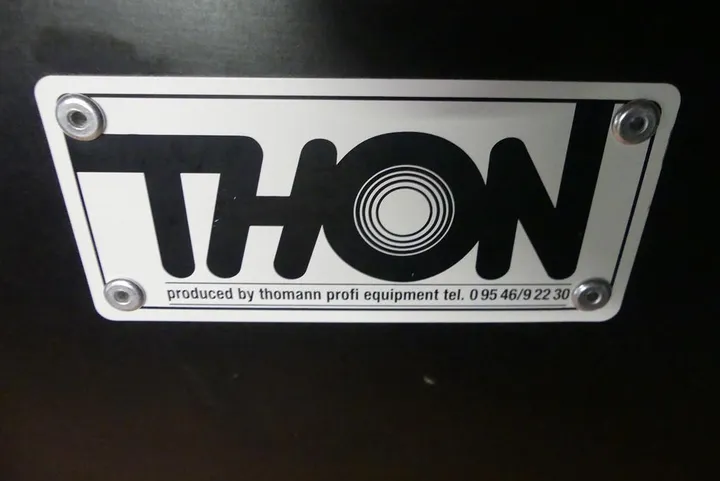 THON
produced by thomann profi equipment tel. 0 95 46/9 22 30